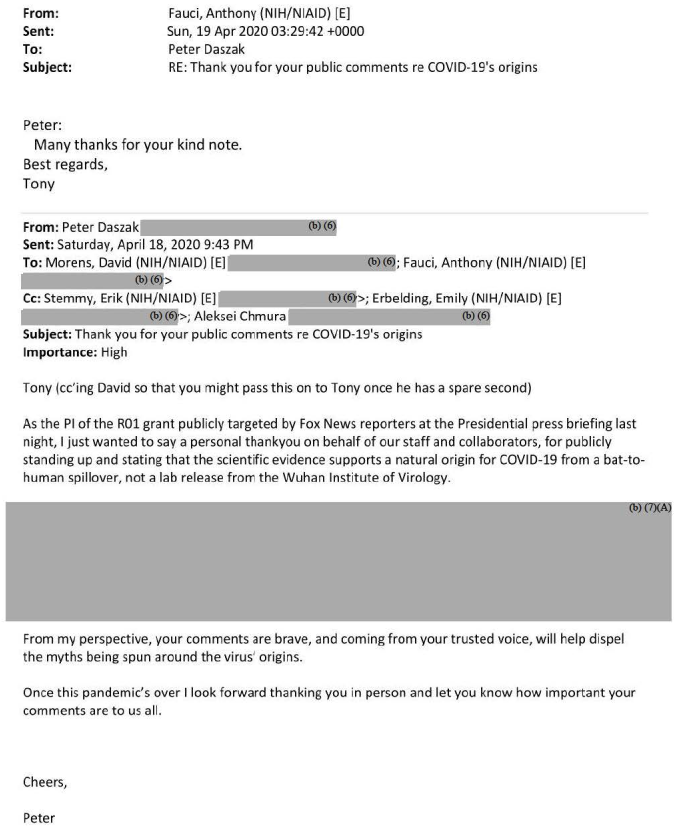 From: Fauci, Anthony (NIH/NIAID) [E]
Sent: Sun, 19 Apr 2020 03:29:42 +0000
To: Peter Daszak
Subject: RE: Thank you for your public comments re COVID-19's origins
Peter:
Many thanks for your kind note.
Best regards,
Tony
From: Peter Daszak (b) (6)
Sent: Saturday, April 18, 2020 9:43 PM
To: Morens, David (NIH/NIAID) [E] (b) (6); Fauci, Anthony (NIH/NIAID) [E]
(b) (6)>
Cc: Stemmy, Erik (NIH/NIAID) [E] (b) (6)>; Erbelding, Emily (NIH/NIAID) [E]
(b) (6)>; Aleksei Chmura (b) (6)
Subject: Thank you for your public comments re COVID-19's origins
Importance: High
Tony (cc'ing David so that you might pass this on to Tony once he has a spare second)
As the PI of the R01 grant publicly targeted by Fox News reporters at the Presidential press briefing last
night, I just wanted to say a personal thankyou on behalf of our staff and collaborators, for publicly
standing up and stating that the scientific evidence supports a natural origin for COVID-19 from a bat-to-
human spillover, not a lab release from the Wuhan Institute of Virology.
(b) (7)(A)
From my perspective, your comments are brave, and coming from your trusted voice, will help dispel
the myths being spun around the virus' origins.
Once this pandemic's over I look forward thanking you in person and let you know how important your
comments are to us all.
Cheers,
Peter